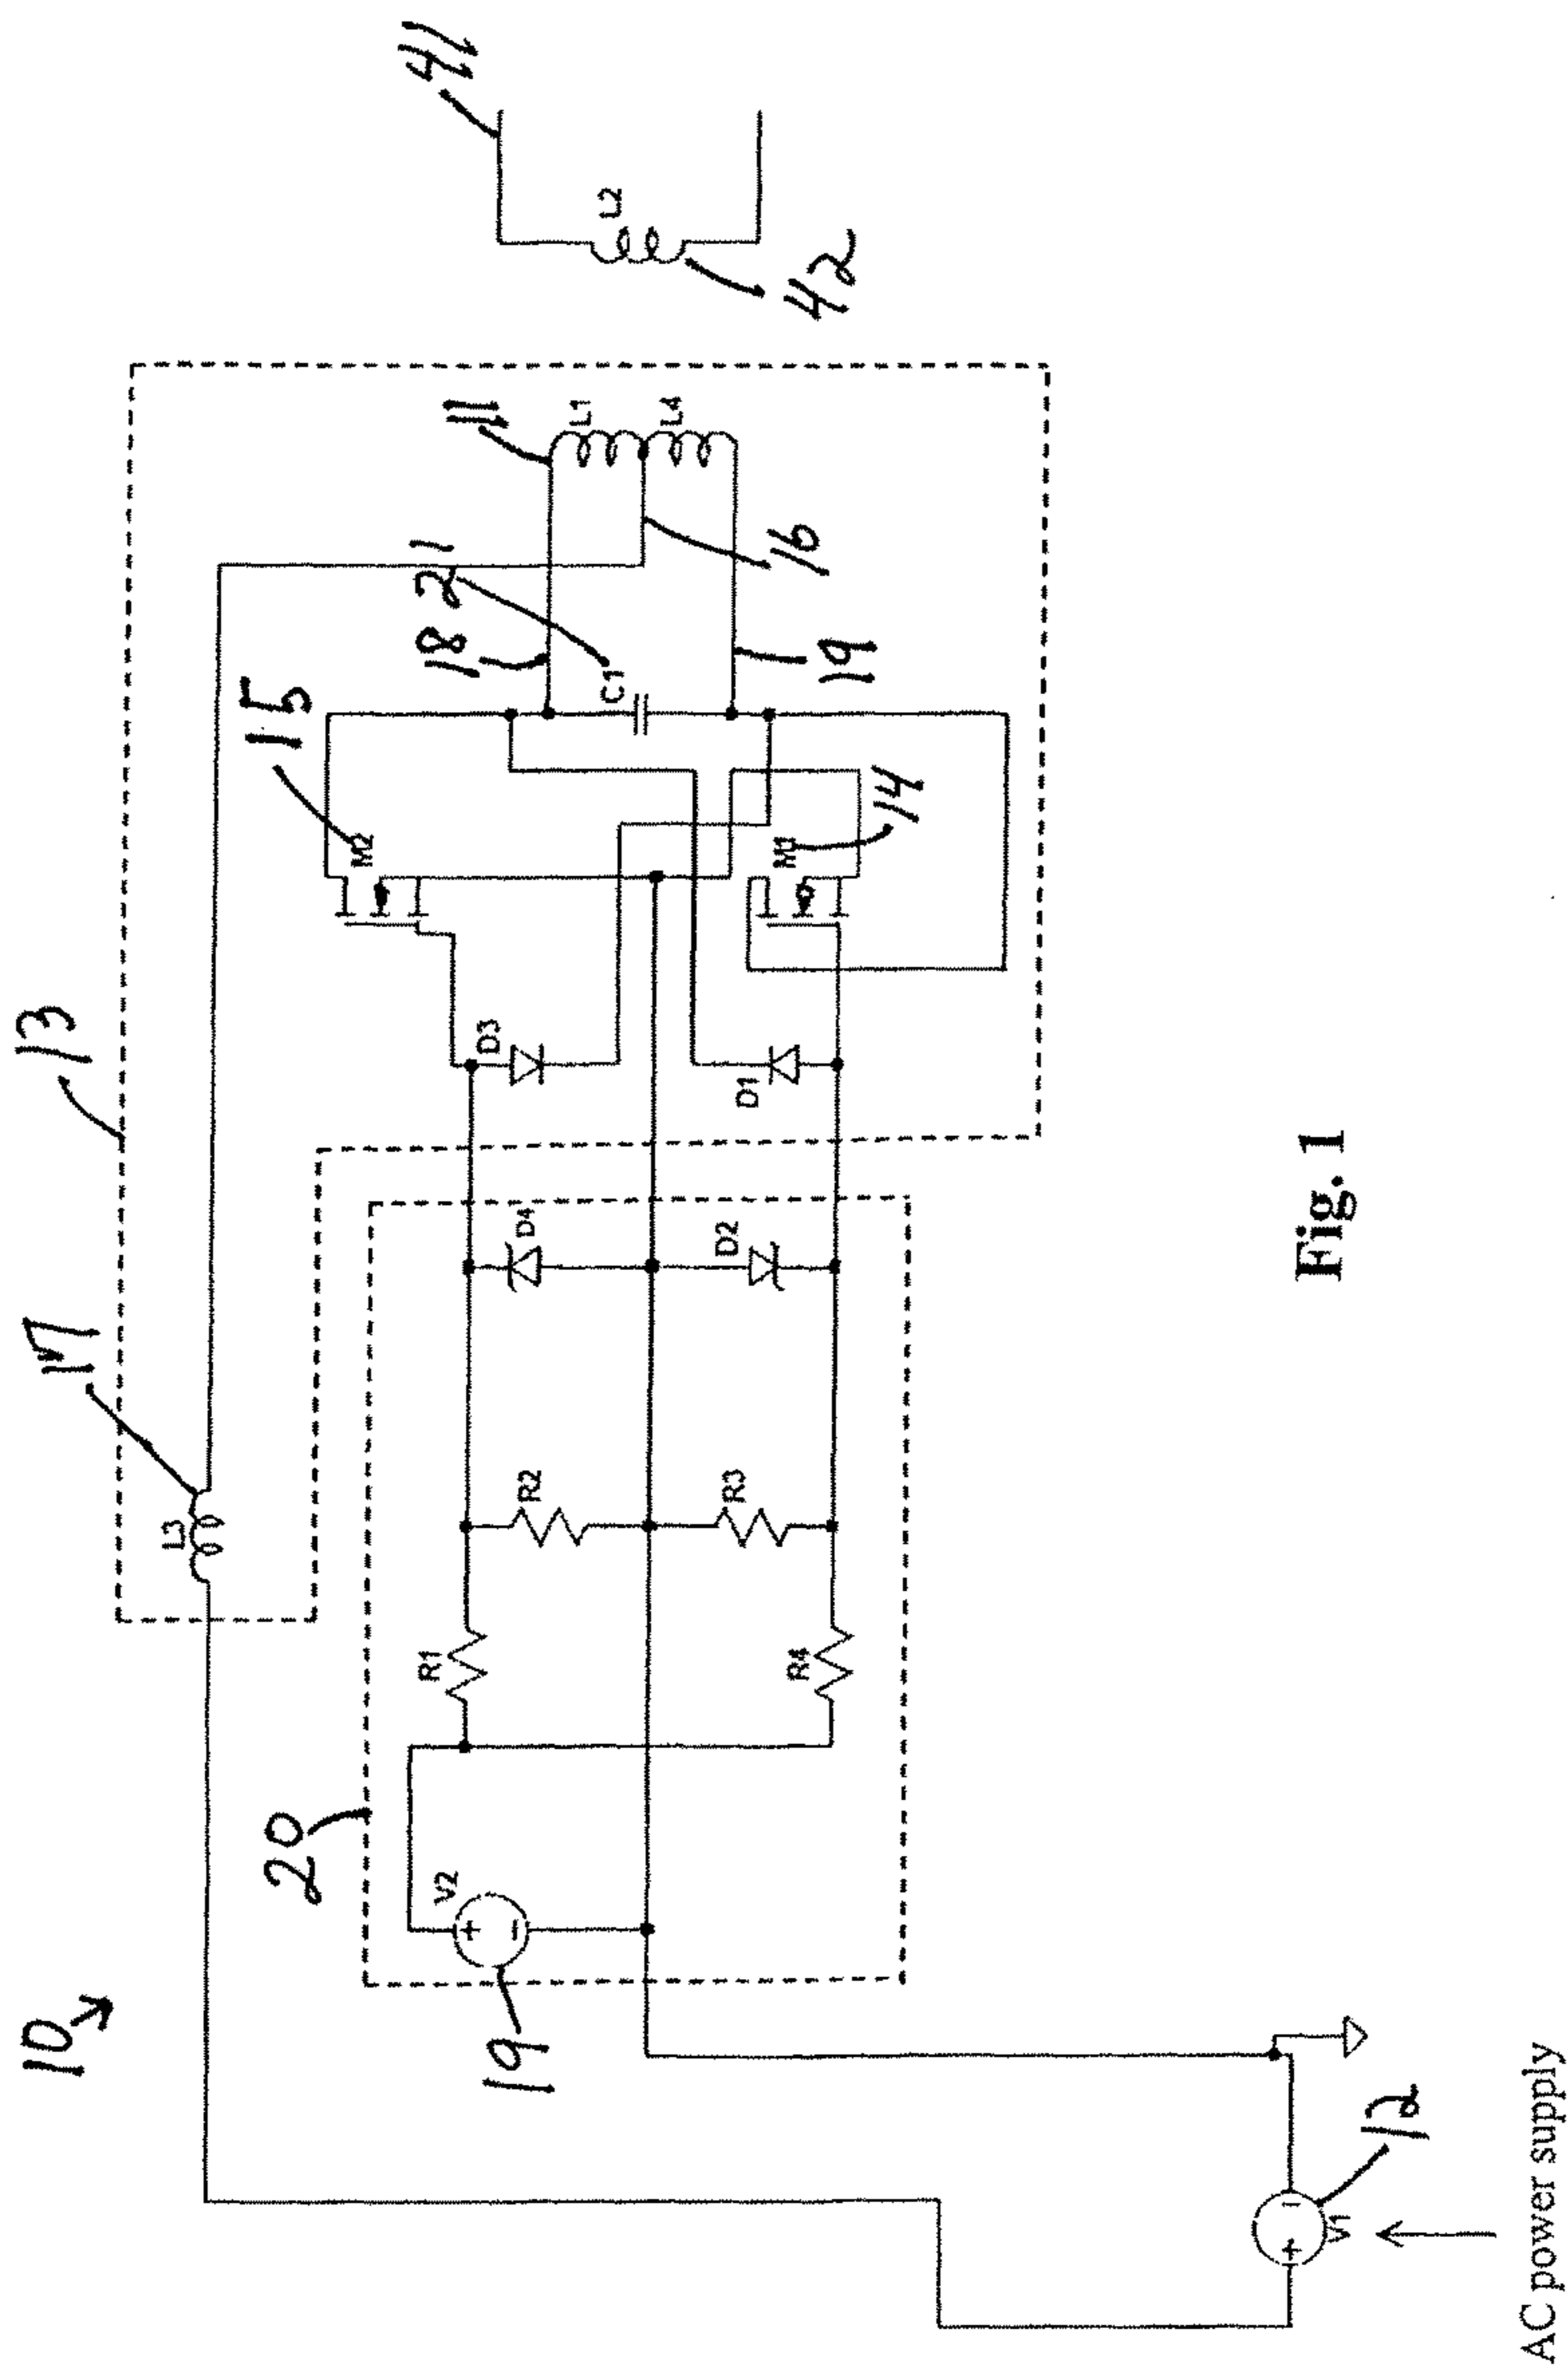 10
13
17
L3
15
M2
18
21
C1
11
L1
L4
16
19
41
L2
42
20
V2
19
R1
R4
R2
R3
D4
D2
D3
D1
M1
14
V1
12
AC power supply
Fig. 1